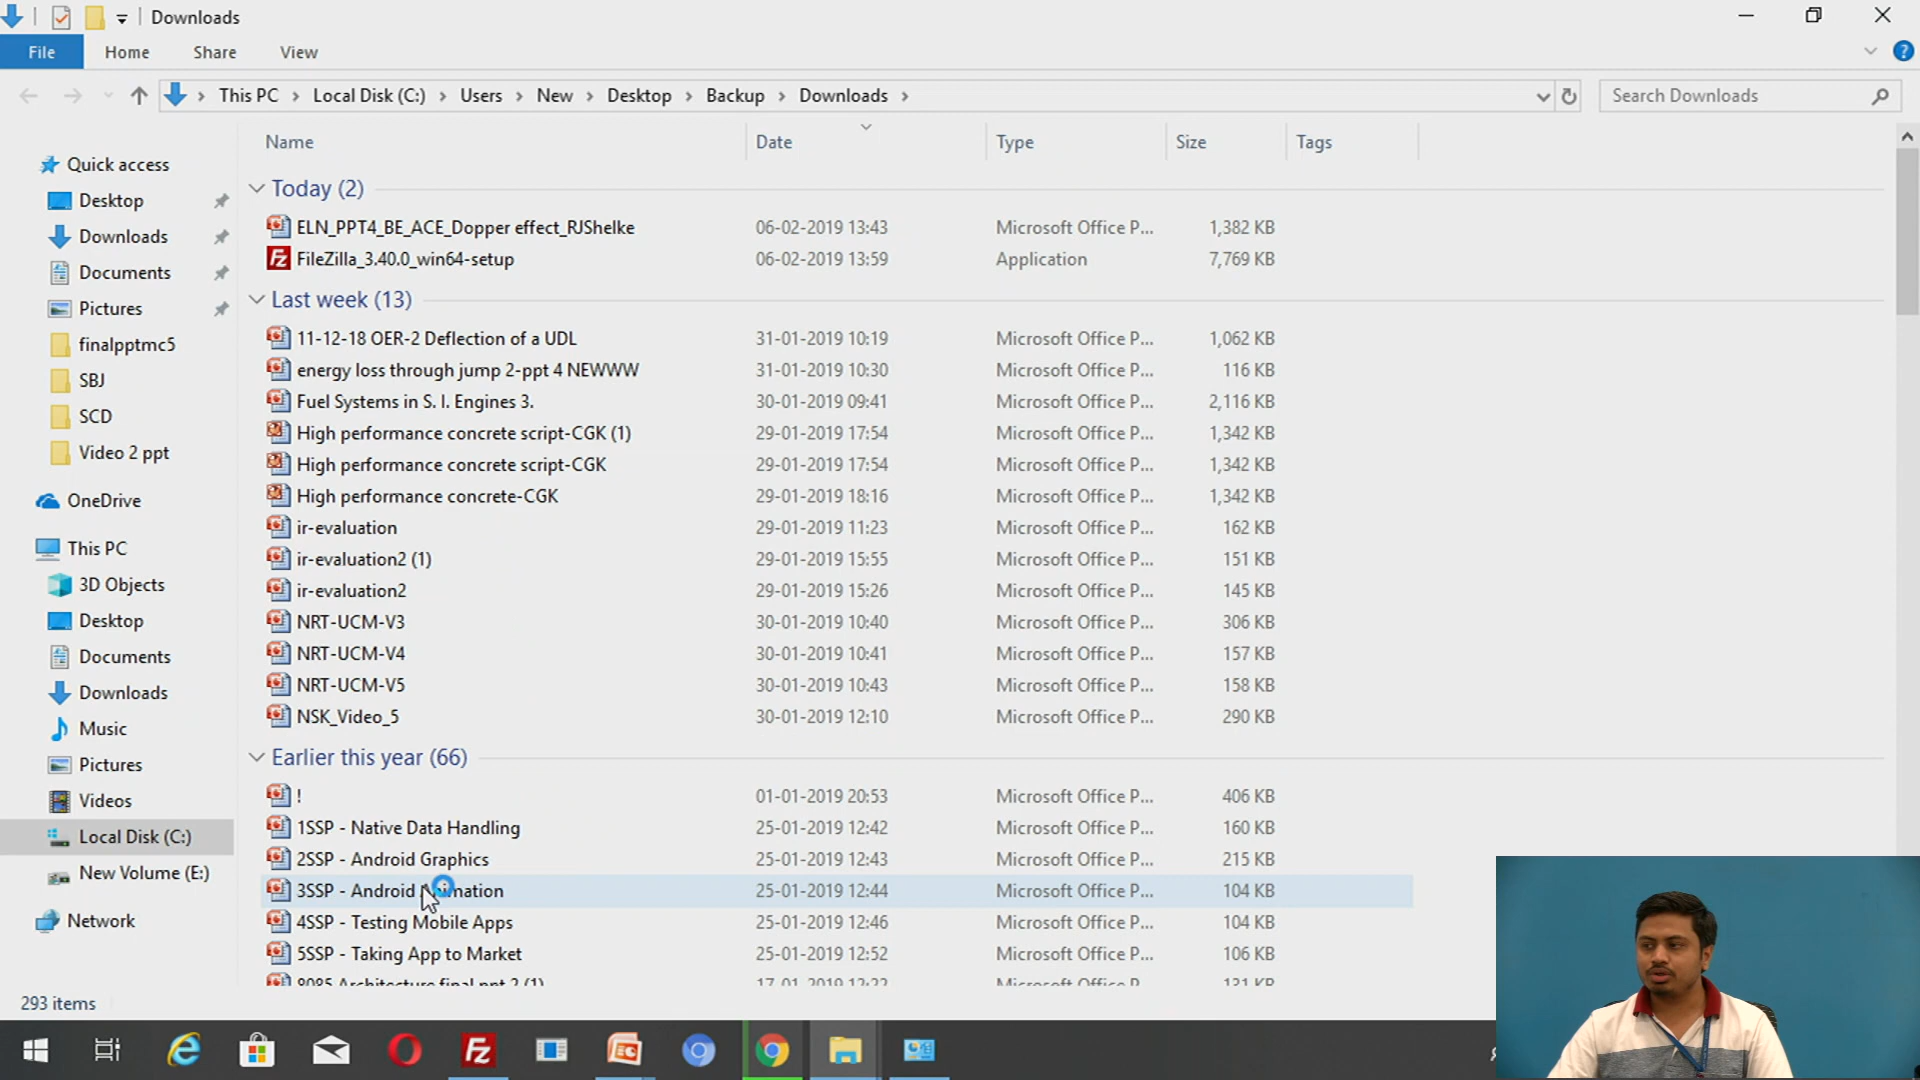 Downloads
File Home Share View
This PC Local Disk (C:) Users New Desktop Backup Downloads
Search Downloads
Name Date Type Size Tags
Quick access
Desktop
Downloads
Documents
Pictures
finalpptmc5
SBJ
SCD
Video 2 ppt
OneDrive
This PC
3D Objects
Desktop
Documents
Downloads
Music
Pictures
Videos
Local Disk (C:)
New Volume (E:)
Network
Today (2)
ELN_PPT4_BE_ACE_Dopper effect_RJShelke 06-02-2019 13:43 Microsoft Office P... 1,382 KB
FileZilla_3.40.0_win64-setup 06-02-2019 13:59 Application 7,769 KB
Last week (13)
11-12-18 OER-2 Deflection of a UDL 31-01-2019 10:19 Microsoft Office P... 1,062 KB
energy loss through jump 2-ppt 4 NEWWW 31-01-2019 10:30 Microsoft Office P... 116 KB
Fuel Systems in S. I. Engines 3. 30-01-2019 09:41 Microsoft Office P... 2,116 KB
High performance concrete script-CGK (1) 29-01-2019 17:54 Microsoft Office P... 1,342 KB
High performance concrete script-CGK 29-01-2019 17:54 Microsoft Office P... 1,342 KB
High performance concrete-CGK 29-01-2019 18:16 Microsoft Office P... 1,342 KB
ir-evaluation 29-01-2019 11:23 Microsoft Office P... 162 KB
ir-evaluation2 (1) 29-01-2019 15:55 Microsoft Office P... 151 KB
ir-evaluation2 29-01-2019 15:26 Microsoft Office P... 145 KB
NRT-UCM-V3 30-01-2019 10:40 Microsoft Office P... 306 KB
NRT-UCM-V4 30-01-2019 10:41 Microsoft Office P... 157 KB
NRT-UCM-V5 30-01-2019 10:43 Microsoft Office P... 158 KB
NSK_Video_5 30-01-2019 12:10 Microsoft Office P... 290 KB
Earlier this year (66)
! 01-01-2019 20:53 Microsoft Office P... 406 KB
1SSP - Native Data Handling 25-01-2019 12:42 Microsoft Office P... 160 KB
2SSP - Android Graphics 25-01-2019 12:43 Microsoft Office P... 215 KB
3SSP - Android Animation 25-01-2019 12:44 Microsoft Office P... 104 KB
4SSP - Testing Mobile Apps 25-01-2019 12:46 Microsoft Office P... 104 KB
5SSP - Taking App to Market 25-01-2019 12:52 Microsoft Office P... 106 KB
8085 Architecture final ppt 2 (1) 17-01-2019 12:22 Microsoft Office P... 131 KB
293 items